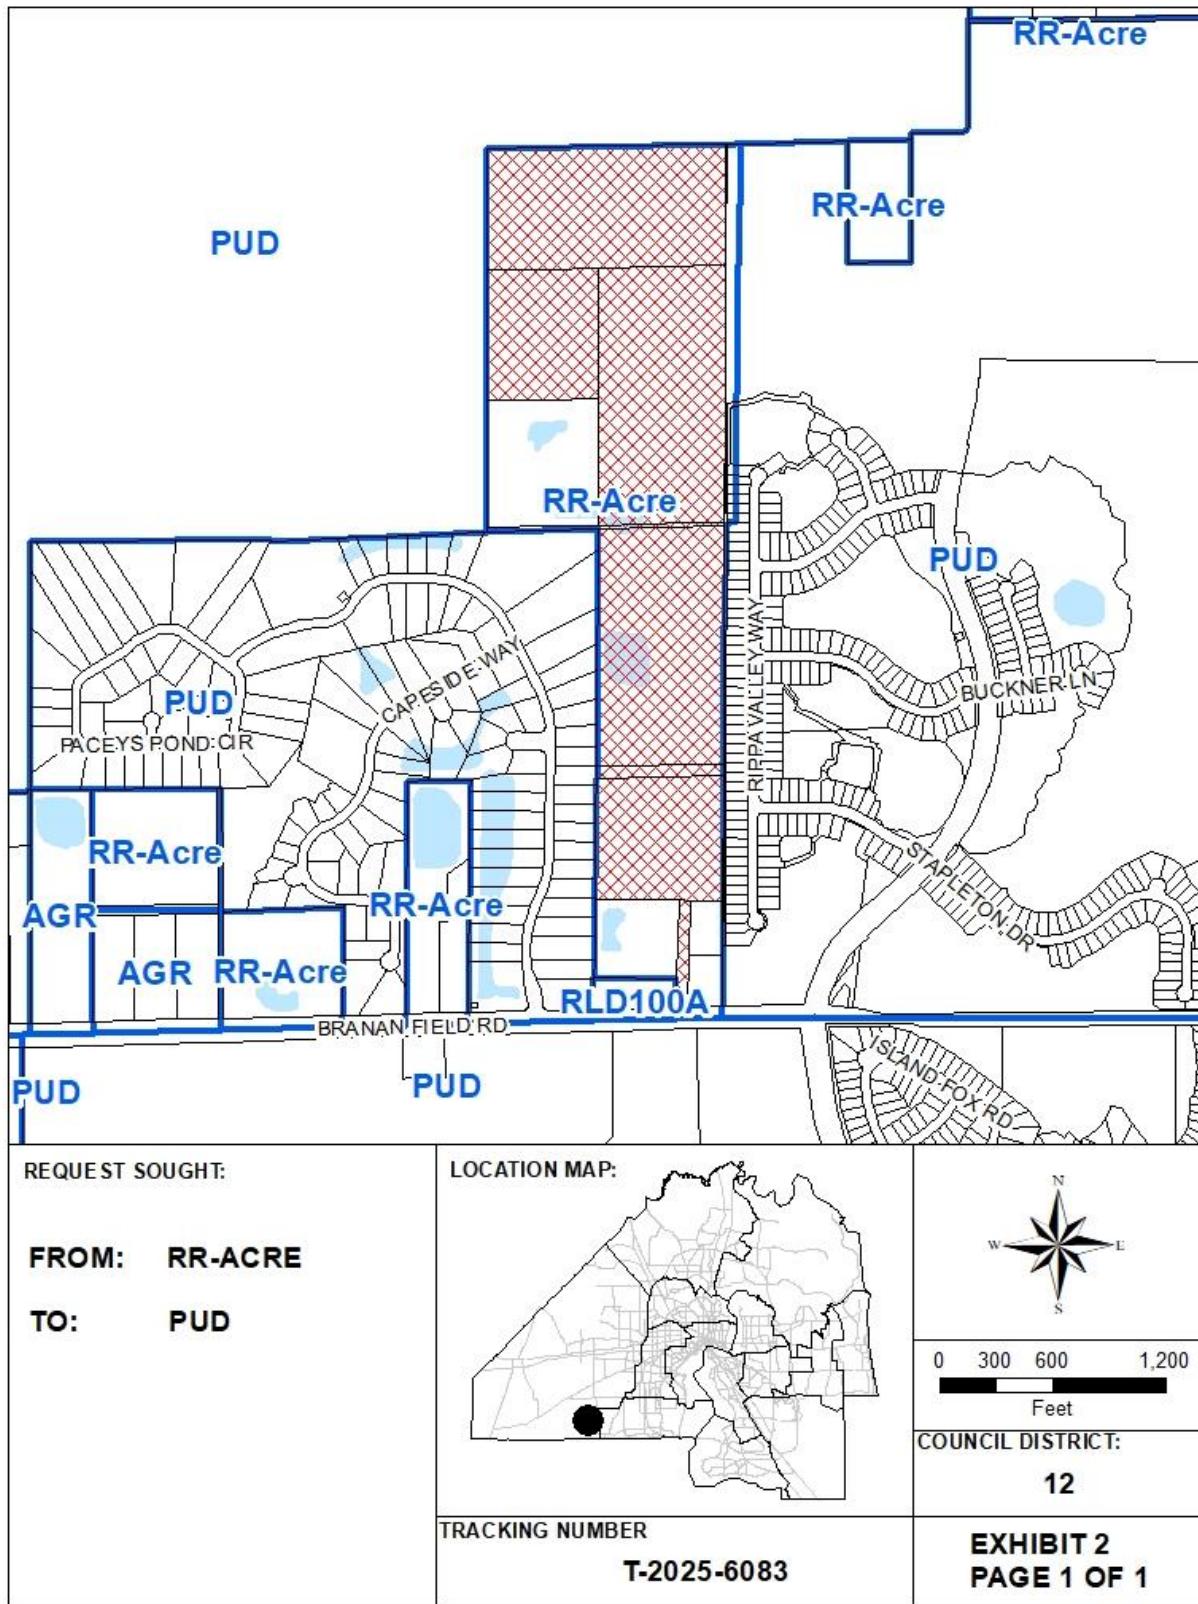 RR-Acre
RR-Acre
PUD
RR-Acre
PUD
RIPPA VALLEY WAY
CAPESIDE WAY
BUCKNER LN
PUD
PACEYS POND CIR
RR-Acre
STAPLETON DR
RR-Acre
AGR
AGR
RR-Acre
RLD100A
BRANAN FIELD RD
ISLAND FOX RD
PUD
PUD
REQUEST SOUGHT:
FROM: RR-ACRE
TO: PUD
LOCATION MAP:
N
W
E
S
0 300 600 1,200
Feet
COUNCIL DISTRICT:
12
TRACKING NUMBER
T-2025-6083
EXHIBIT 2
PAGE 1 OF 1